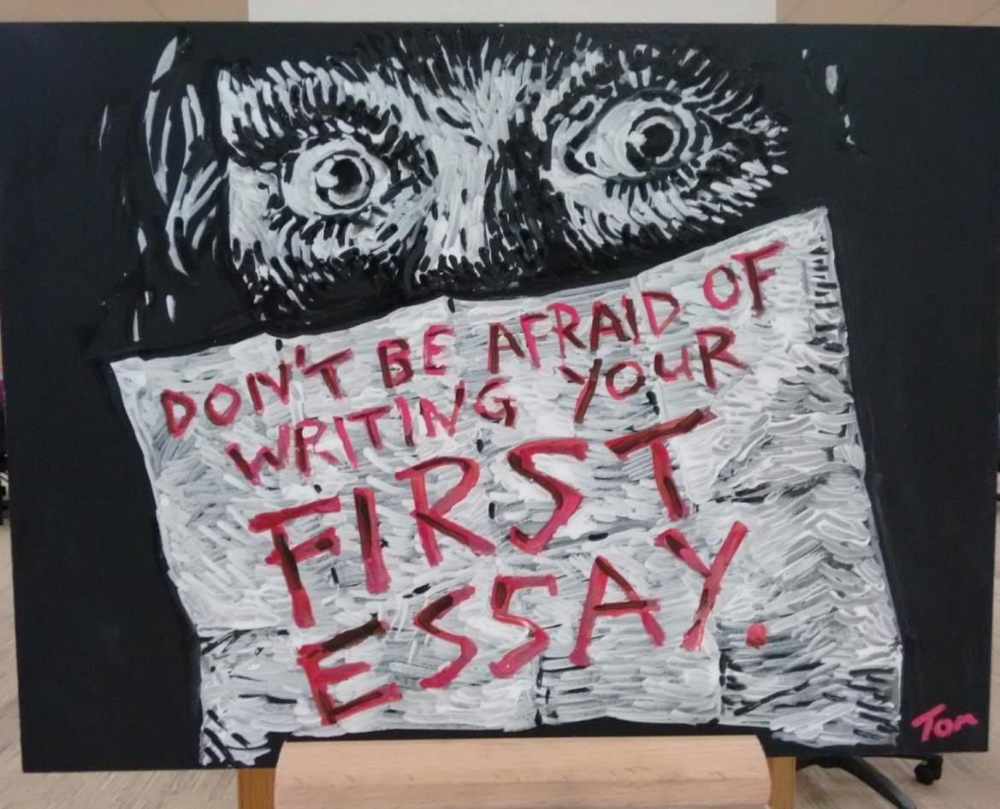 DON'T BE AFRAID OF
WRITING YOUR
FIRST
ESSAY.
Tom